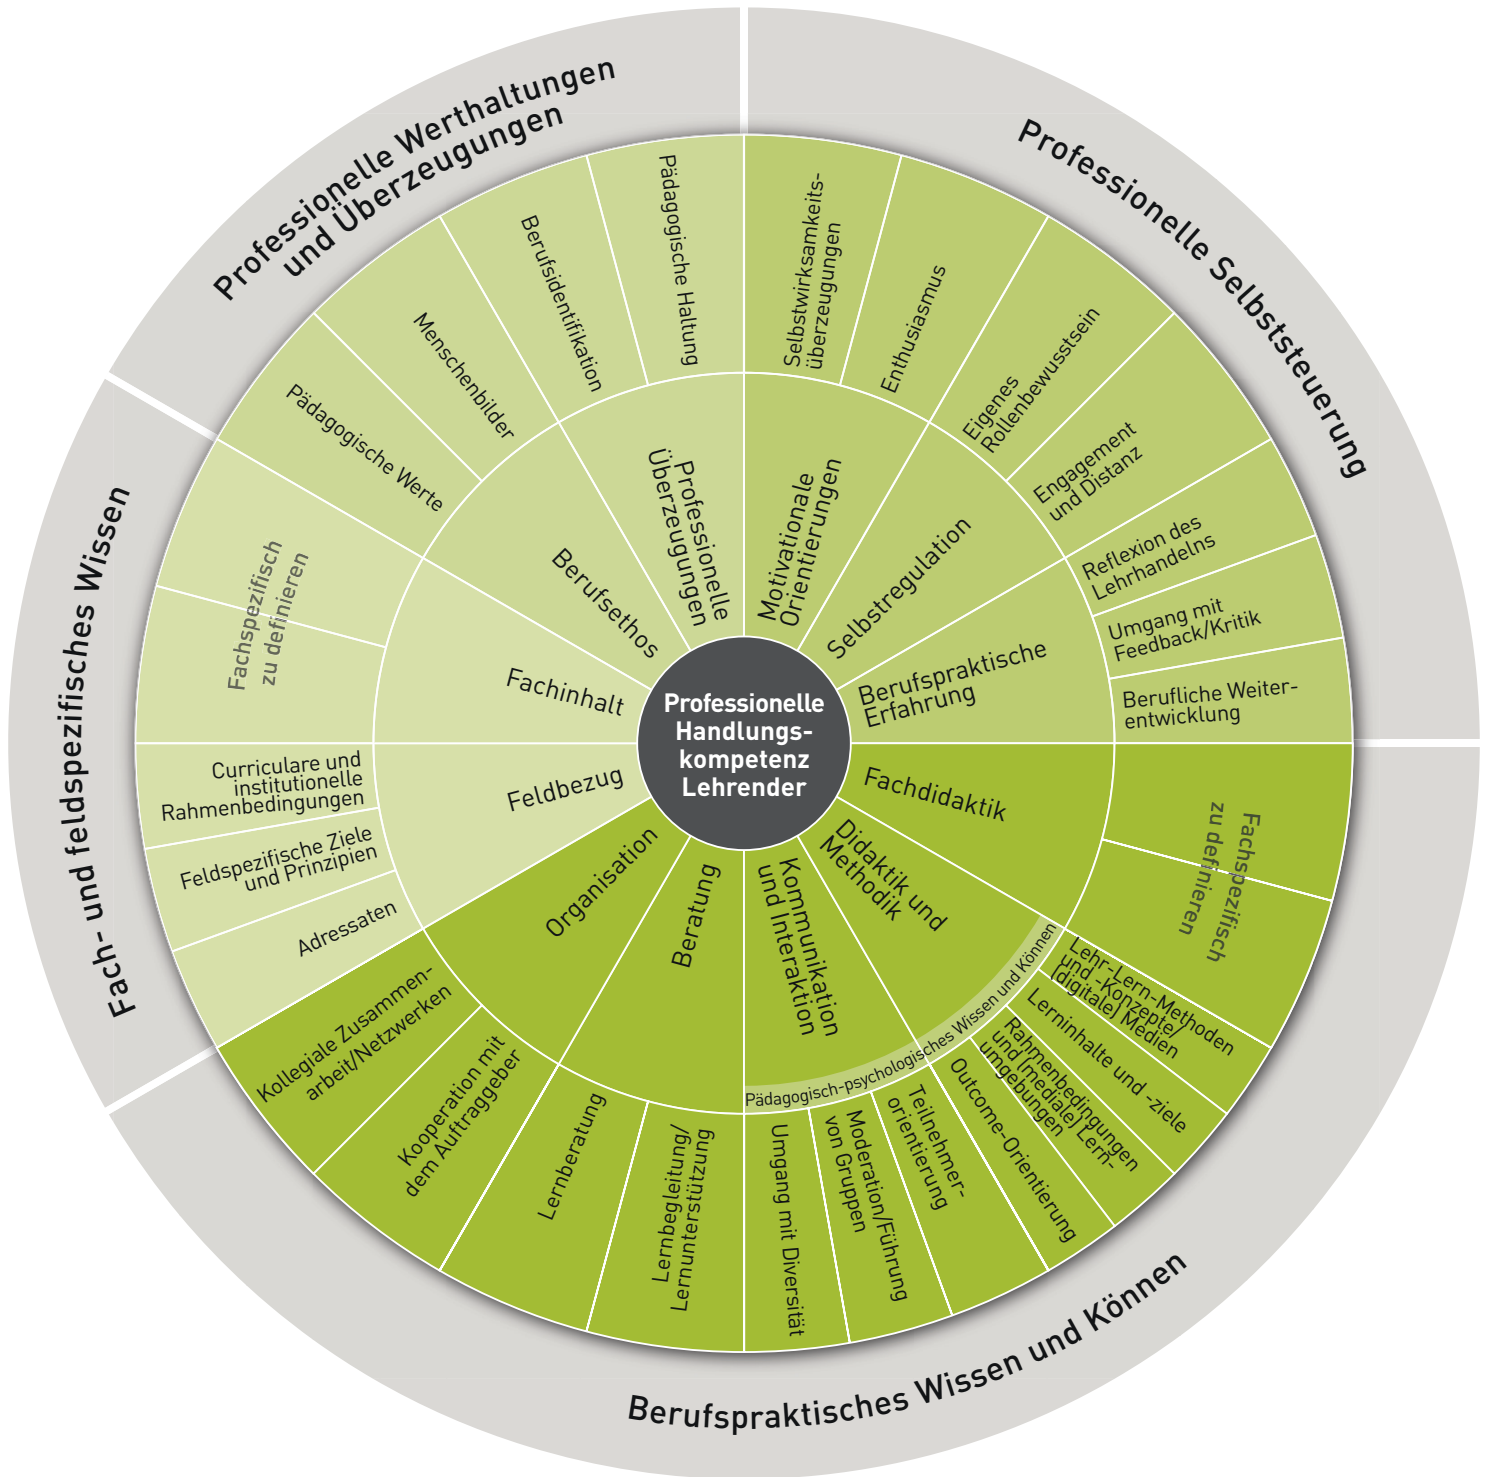 Professionelle
Handlungs-
kompetenz
Lehrender
Professionelle Werthaltungen
und Überzeugungen
Professionelle Selbststeuerung
Berufspraktisches Wissen und Können
Fach- und feldspezifisches Wissen
Motivationale
Orientierungen
Selbstwirksamkeits-
überzeugungen
Enthusiasmus
Selbstregulation
Eigenes
Rollenbewusstsein
Engagement
und Distanz
Berufspraktische
Erfahrung
Reflexion des
Lehrhandelns
Umgang mit
Feedback/Kritik
Berufliche Weiter-
entwicklung
Fachdidaktik
Fachspezifisch
zu definieren
Didaktik und
Methodik
Lehr-Lern-Methoden
und -Konzepte/
(digitale) Medien
Lerninhalte und -ziele
Rahmenbedingungen
und (mediale) Lern-
umgebungen
Outcome-Orientierung
Pädagogisch-psychologisches Wissen und Können
Kommunikation
und Interaktion
Teilnehmer-
orientierung
Moderation/Führung
von Gruppen
Umgang mit Diversität
Beratung
Lernbegleitung/
Lernunterstützung
Lernberatung
Organisation
Kooperation mit
dem Auftraggeber
Kollegiale Zusammen-
arbeit/Netzwerken
Feldbezug
Adressaten
Feldspezifische Ziele
und Prinzipien
Curriculare und
institutionelle
Rahmenbedingungen
Fachinhalt
Fachspezifisch
zu definieren
Berufsethos
Pädagogische Werte
Menschenbilder
Professionelle
Überzeugungen
Berufsidentifikation
Pädagogische Haltung